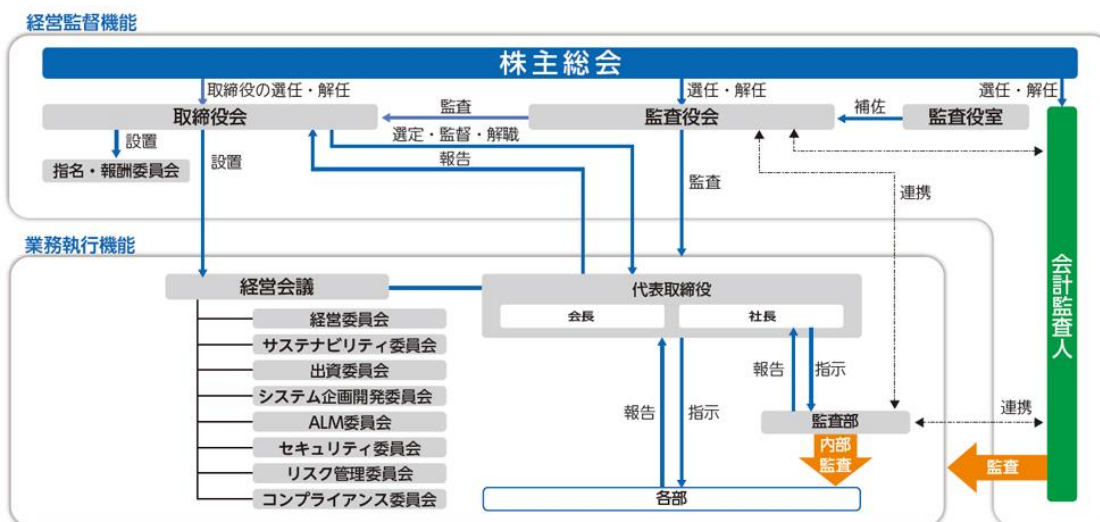 経営監督機能
株主総会
取締役の選任・解任
選任・解任
選任・解任
取締役会
監査
監査役会
補佐
監査役室
設置
設置
選定・監督・解職
報告
監査
連携
指名・報酬委員会
業務執行機能
経営会議
代表取締役
会長
社長
経営委員会
サステナビリティ委員会
出資委員会
システム企画開発委員会
ALM委員会
セキュリティ委員会
リスク管理委員会
コンプライアンス委員会
報告
指示
報告
指示
監査部
内部
監査
各部
連携
監査
会計監査人